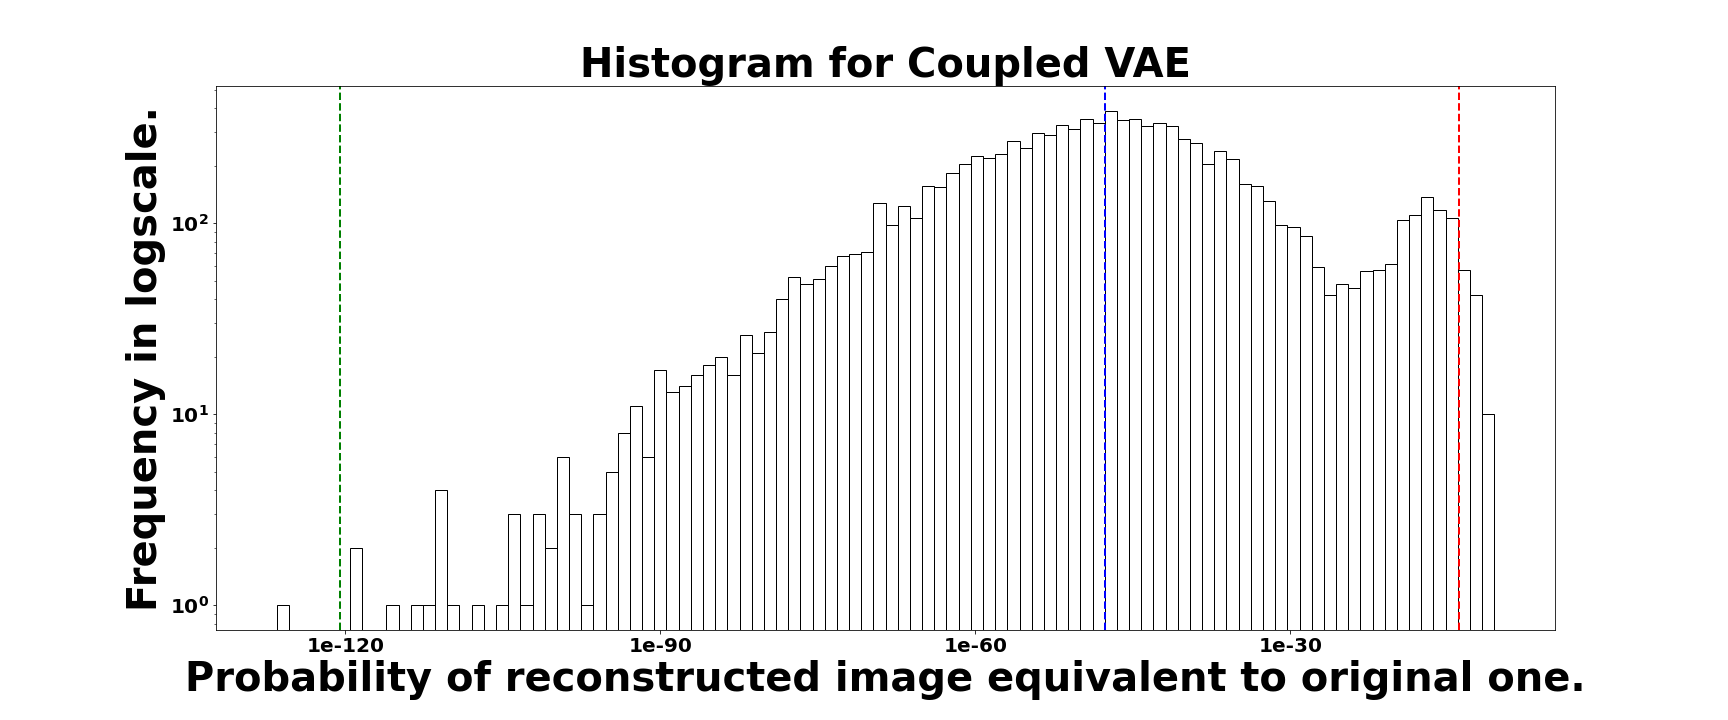 Histogram for Coupled VAE
Frequency in logscale.
10²
10¹
10⁰
1e-120 1e-90 1e-60 1e-30
Probability of reconstructed image equivalent to original one.